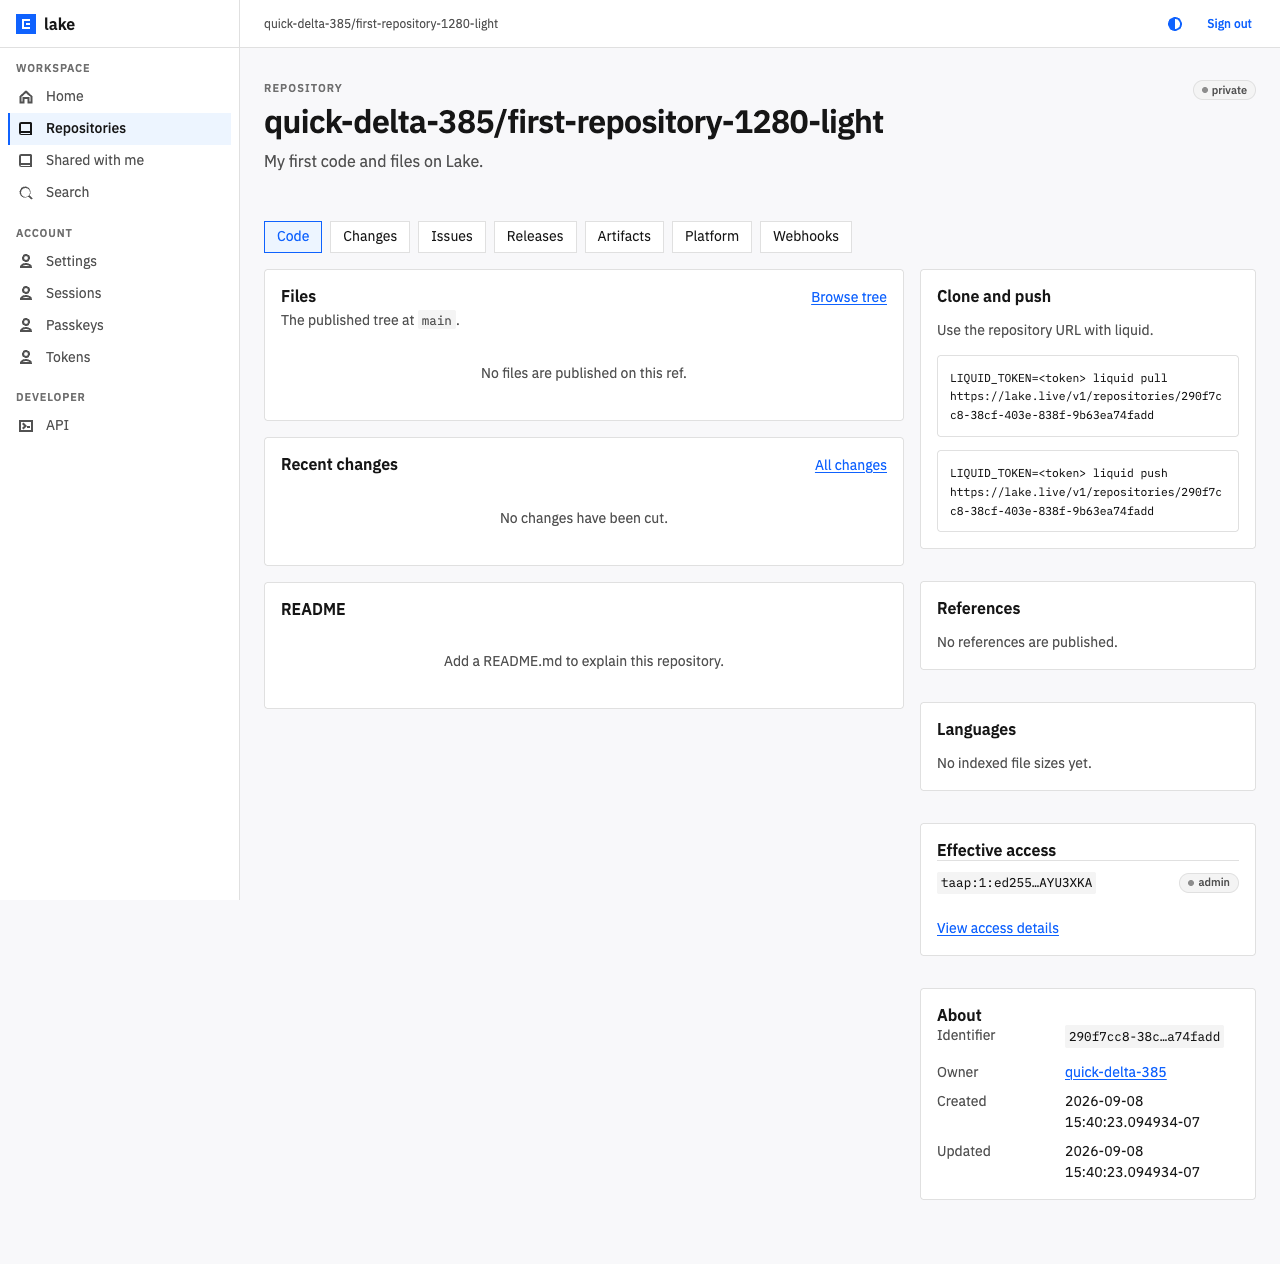 lake
quick-delta-385/first-repository-1280-light
Sign out
WORKSPACE
Home
Repositories
Shared with me
Search
ACCOUNT
Settings
Sessions
Passkeys
Tokens
DEVELOPER
API
REPOSITORY
private
quick-delta-385/first-repository-1280-light
My first code and files on Lake.
Code
Changes
Issues
Releases
Artifacts
Platform
Webhooks
Files
Browse tree
The published tree at main.
No files are published on this ref.
Recent changes
All changes
No changes have been cut.
README
Add a README.md to explain this repository.
Clone and push
Use the repository URL with liquid.
LIQUID_TOKEN=<token> liquid pull
https://lake.live/v1/repositories/290f7c
c8-38cf-403e-838f-9b63ea74fadd
LIQUID_TOKEN=<token> liquid push
https://lake.live/v1/repositories/290f7c
c8-38cf-403e-838f-9b63ea74fadd
References
No references are published.
Languages
No indexed file sizes yet.
Effective access
taap:1:ed255…AYU3XKA
admin
View access details
About
Identifier
290f7cc8-38c…a74fadd
Owner
quick-delta-385
Created
2026-09-08
15:40:23.094934-07
Updated
2026-09-08
15:40:23.094934-07